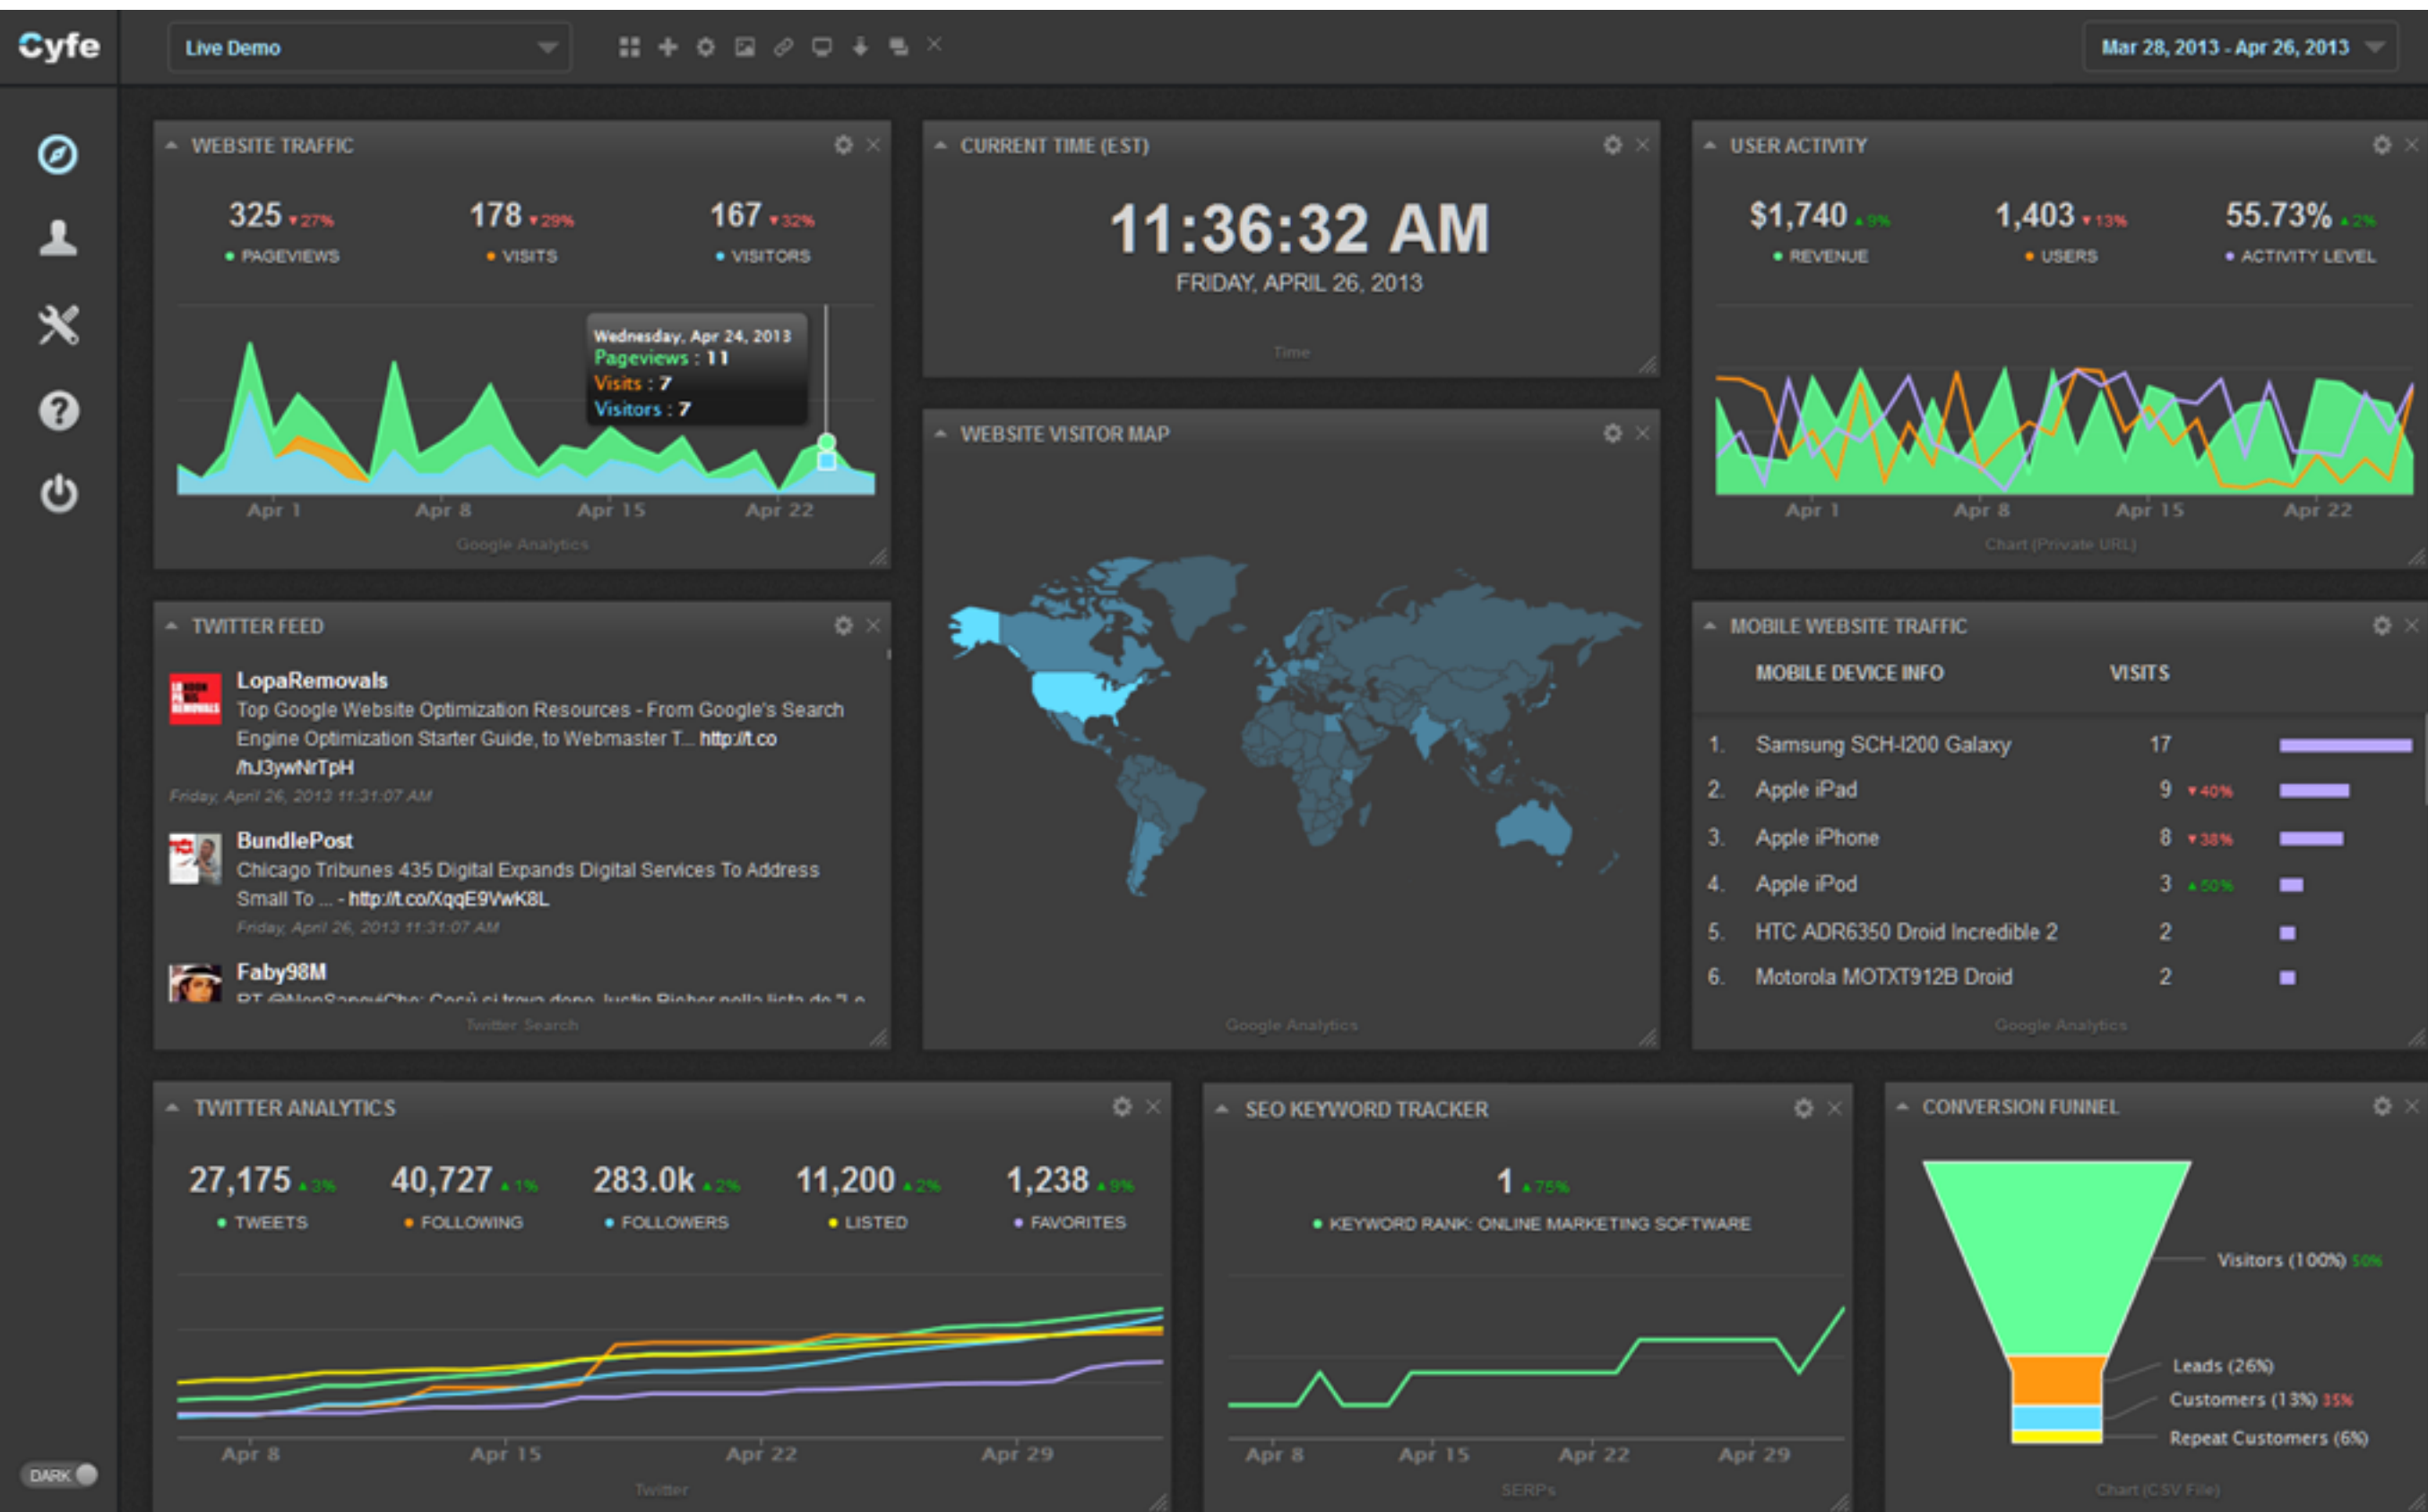 Cyfe
Live Demo
Mar 28, 2013 - Apr 26, 2013
WEBSITE TRAFFIC
325 ▼27%
178 ▼29%
167 ▼32%
PAGEVIEWS
VISITS
VISITORS
Wednesday, Apr 24, 2013
Pageviews : 11
Visits : 7
Visitors : 7
Apr 1
Apr 8
Apr 15
Apr 22
Google Analytics
CURRENT TIME (EST)
11:36:32 AM
FRIDAY, APRIL 26, 2013
Time
USER ACTIVITY
$1,740 ▲9%
1,403 ▼13%
55.73% ▲2%
REVENUE
USERS
ACTIVITY LEVEL
Apr 1
Apr 8
Apr 15
Apr 22
Chart (Private URL)
WEBSITE VISITOR MAP
Google Analytics
TWITTER FEED
LopaRemovals
Top Google Website Optimization Resources - From Google's Search
Engine Optimization Starter Guide, to Webmaster T... http://t.co
/hJ3ywNrTpH
Friday, April 26, 2013 11:31:07 AM
BundlePost
Chicago Tribunes 435 Digital Expands Digital Services To Address
Small To ... - http://t.co/XqqE9VwK8L
Friday, April 26, 2013 11:31:07 AM
Faby98M
Twitter Search
MOBILE WEBSITE TRAFFIC
MOBILE DEVICE INFO VISITS
1. Samsung SCH-I200 Galaxy 17
2. Apple iPad 9 ▼40%
3. Apple iPhone 8 ▼38%
4. Apple iPod 3 ▲50%
5. HTC ADR6350 Droid Incredible 2 2
6. Motorola MOTXT912B Droid 2
Google Analytics
TWITTER ANALYTICS
27,175 ▲3%
40,727 ▲1%
283.0k ▲2%
11,200 ▲2%
1,238 ▲9%
TWEETS
FOLLOWING
FOLLOWERS
LISTED
FAVORITES
Apr 8
Apr 15
Apr 22
Apr 29
Twitter
SEO KEYWORD TRACKER
1 ▲75%
KEYWORD RANK: ONLINE MARKETING SOFTWARE
Apr 8
Apr 15
Apr 22
Apr 29
SERPs
CONVERSION FUNNEL
Visitors (100%) 50%
Leads (26%)
Customers (13%) 35%
Repeat Customers (6%)
Chart (CSV File)
DARK